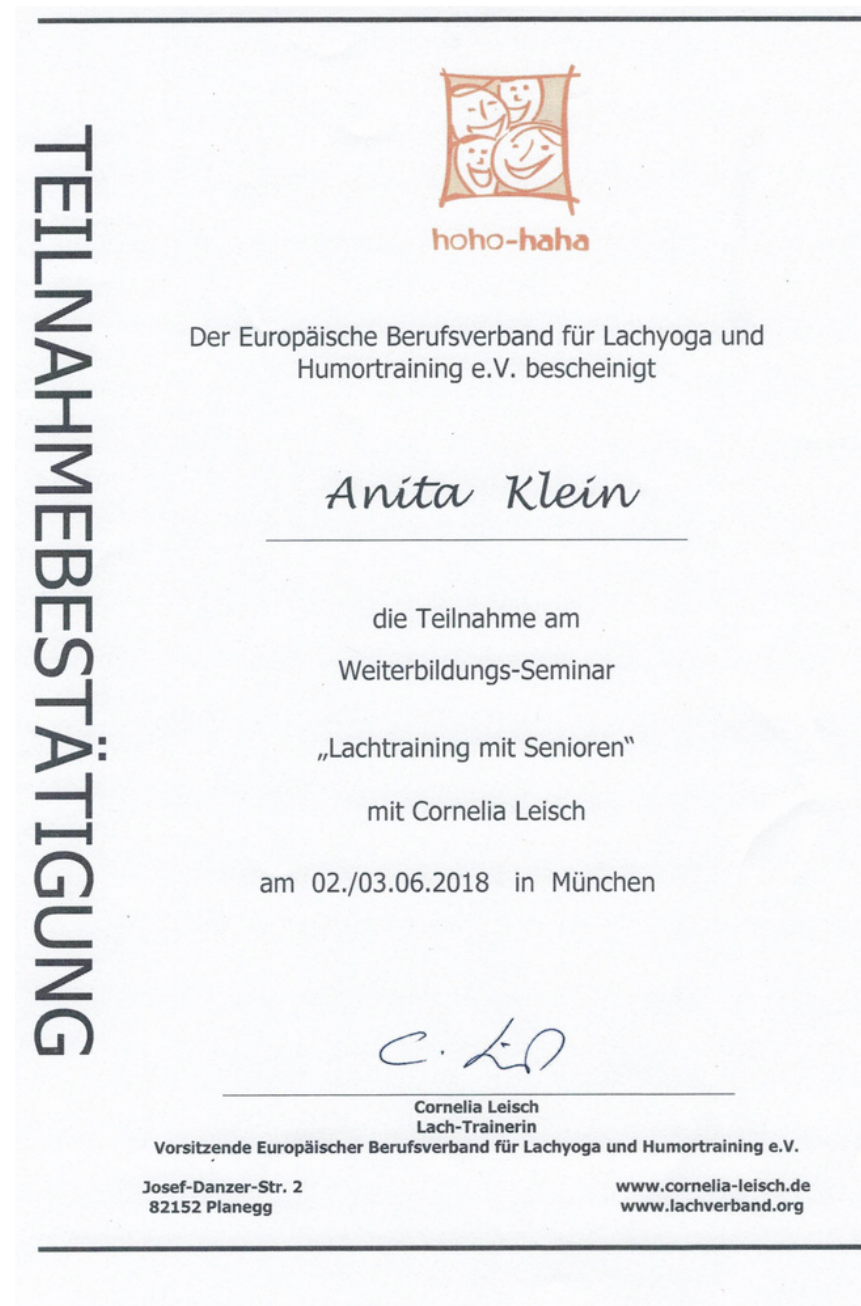 TEILNAHMEBESTÄTIGUNG
hoho-haha
Der Europäische Berufsverband für Lachyoga und
Humortraining e.V. bescheinigt
Anita Klein
die Teilnahme am
Weiterbildungs-Seminar
„Lachtraining mit Senioren“
mit Cornelia Leisch
am 02./03.06.2018 in München
Cornelia Leisch
Lach-Trainerin
Vorsitzende Europäischer Berufsverband für Lachyoga und Humortraining e.V.
Josef-Danzer-Str. 2 www.cornelia-leisch.de
82152 Planegg www.lachverband.org